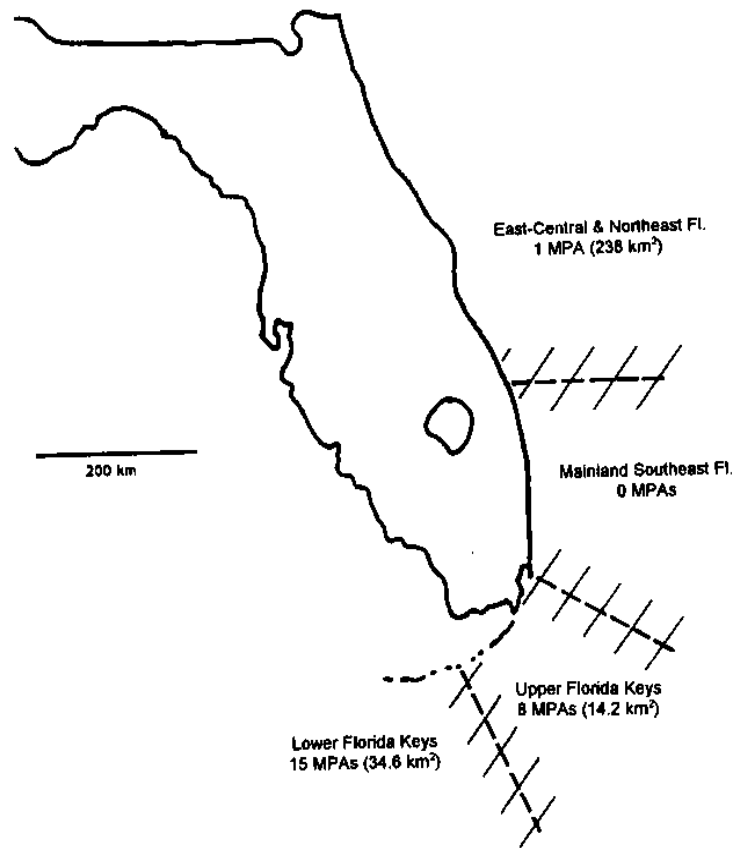 East-Central & Northeast Fl.
1 MPA (238 km²)
200 km
Mainland Southeast Fl.
0 MPAs
Upper Florida Keys
8 MPAs (14.2 km²)
Lower Florida Keys
15 MPAs (34.6 km²)